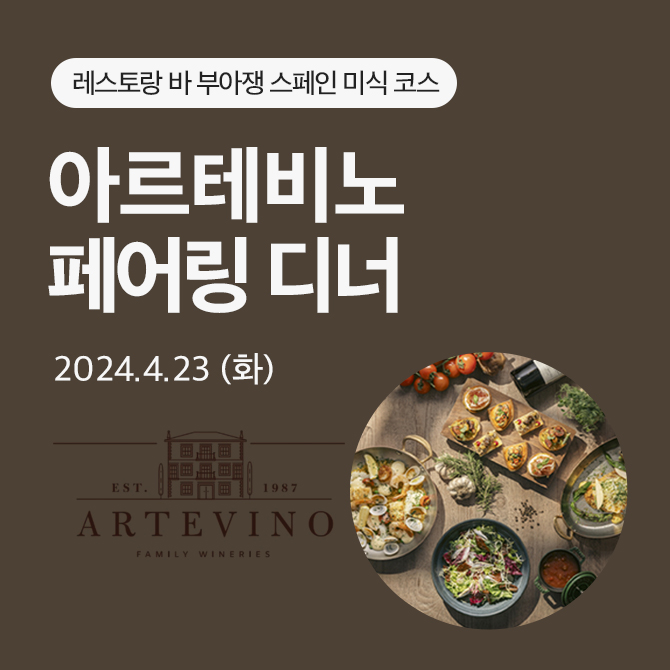 레스토랑 바 부아쟁 스페인 미식 코스
아르테비노
페어링 디너
2024.4.23 (화)
EST. 1987
ARTEVINO
FAMILY WINERIES